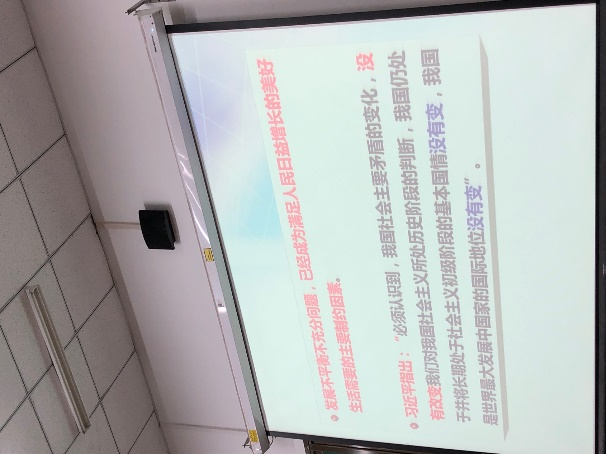 发展不平衡不充分问题，已经成为满足人民日益增长的美好
生活需要的主要制约因素。
习近平指出：“必须认识到，我国社会主要矛盾的变化，没
有改变我们对我国社会主义所处历史阶段的判断，我国仍处
于并将长期处于社会主义初级阶段的基本国情没有变，我国
是世界最大发展中国家的国际地位没有变”。